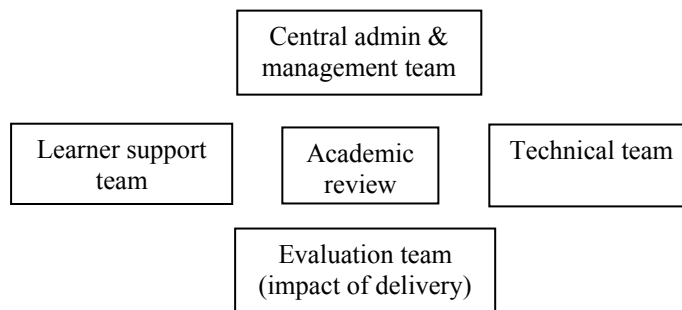 Central admin &
management team
Learner support
team
Academic
review
Technical team
Evaluation team
(impact of delivery)